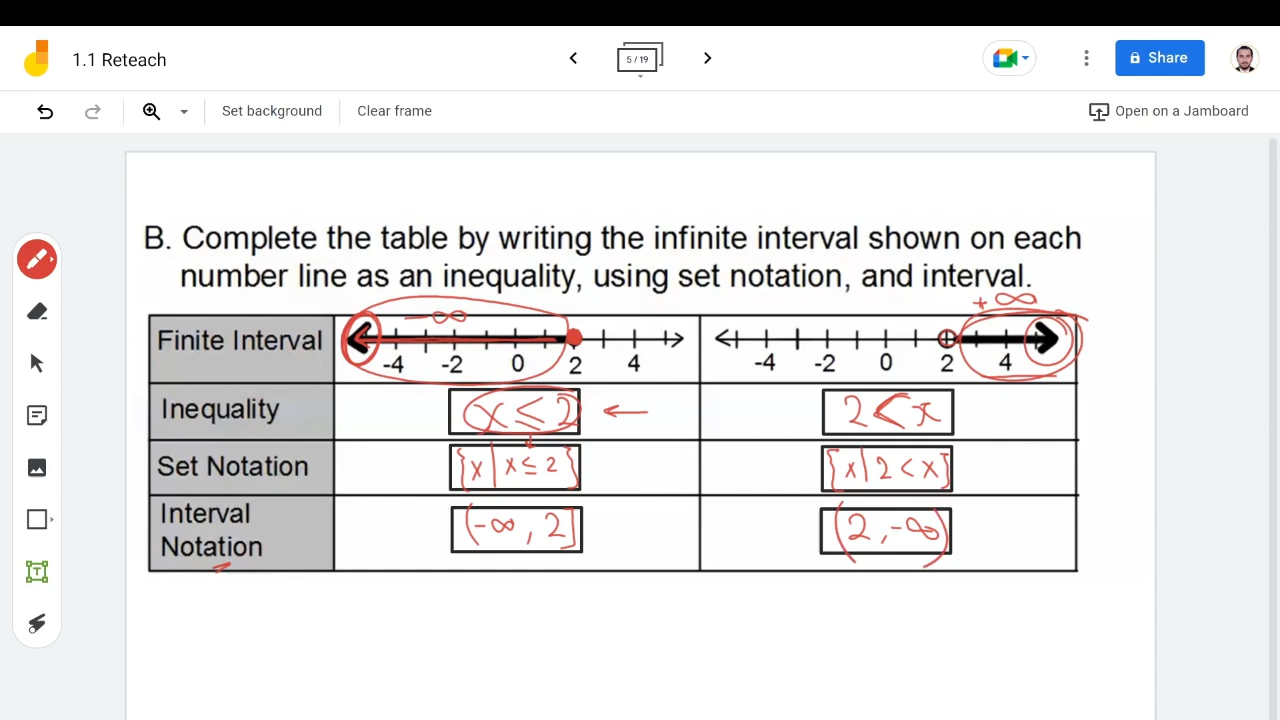 1.1 Reteach
5 / 19
Share
Set background
Clear frame
Open on a Jamboard
B. Complete the table by writing the infinite interval shown on each
number line as an inequality, using set notation, and interval.
Finite Interval
-∞
-4 -2 0 2 4
+∞
-4 -2 0 2 4
Inequality
x ≤ 2 ←
2 < x
Set Notation
{x | x ≤ 2}
{x | 2 < x}
Interval
Notation
(-∞, 2]
(2, -∞)
T